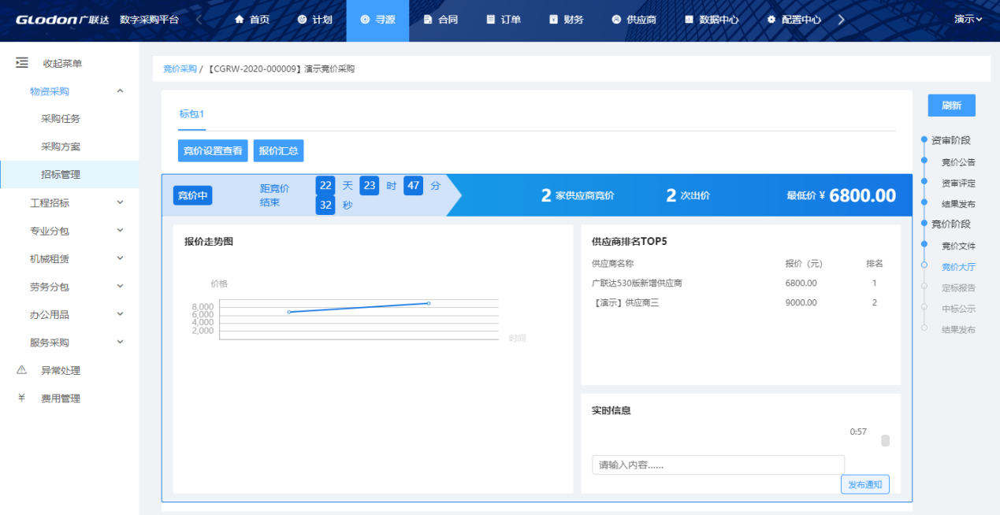 GLodon广联达 数字采购平台 首页 计划 寻源 合同 订单 财务 供应商 数据中心 配置中心 演示
收起菜单
物资采购
采购任务
采购方案
招标管理
工程招标
专业分包
机械租赁
劳务分包
办公用品
服务采购
异常处理
¥ 费用管理
竞价采购 / 【CGRW-2020-000009】演示竞价采购
标包1
竞价设置查看 报价汇总
竞价中
距竞价
结束
22 天 23 时 47 分
32 秒
2 家供应商竞价 2 次出价 最低价 ¥ 6800.00
报价走势图
价格
8,000
6,000
4,000
2,000
时间
供应商排名TOP5
供应商名称 报价（元） 排名
广联达530版新增供应商 6800.00 1
【演示】供应商三 9000.00 2
实时信息
0:57
请输入内容......
发布通知
刷新
资审阶段
竞价公告
资审评定
结果发布
竞价阶段
竞价文件
竞价大厅
定标报告
中标公示
结果发布